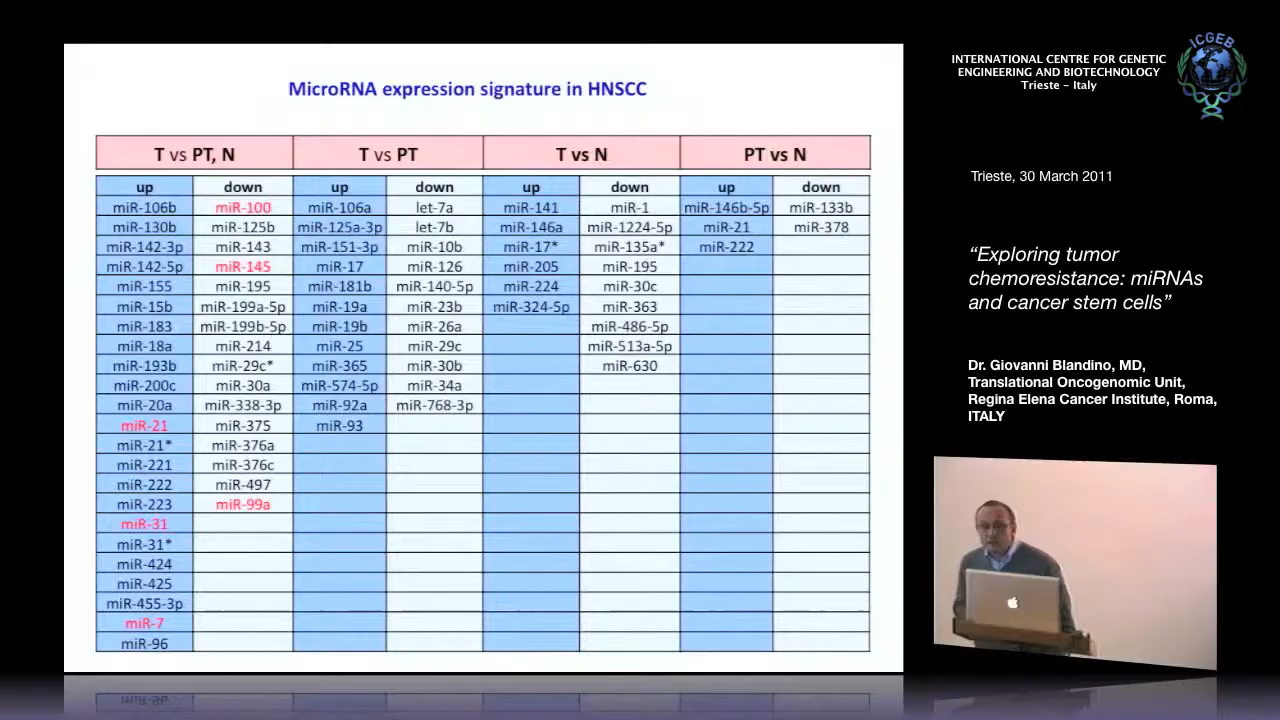 MicroRNA expression signature in HNSCC
T vs PT, N T vs PT T vs N PT vs N
up down up down up down up down
miR-106b miR-100 miR-106a let-7a miR-141 miR-1 miR-146b-5p miR-133b
miR-130b miR-125b miR-125a-3p let-7b miR-146a miR-1224-5p miR-21 miR-378
miR-142-3p miR-143 miR-151-3p miR-10b miR-17* miR-135a* miR-222
miR-142-5p miR-145 miR-17 miR-126 miR-205 miR-195
miR-155 miR-195 miR-181b miR-140-5p miR-224 miR-30c
miR-15b miR-199a-5p miR-19a miR-23b miR-324-5p miR-363
miR-183 miR-199b-5p miR-19b miR-26a miR-486-5p
miR-18a miR-214 miR-25 miR-29c miR-513a-5p
miR-193b miR-29c* miR-365 miR-30b miR-630
miR-200c miR-30a miR-574-5p miR-34a
miR-20a miR-338-3p miR-92a miR-768-3p
miR-21 miR-375 miR-93
miR-21* miR-376a
miR-221 miR-376c
miR-222 miR-497
miR-223 miR-99a
miR-31
miR-31*
miR-424
miR-425
miR-455-3p
miR-7
miR-96
ICGEB
INTERNATIONAL CENTRE FOR GENETIC
ENGINEERING AND BIOTECHNOLOGY
Trieste - Italy
Trieste, 30 March 2011
“Exploring tumor
chemoresistance: miRNAs
and cancer stem cells”
Dr. Giovanni Blandino, MD,
Translational Oncogenomic Unit,
Regina Elena Cancer Institute, Roma,
ITALY